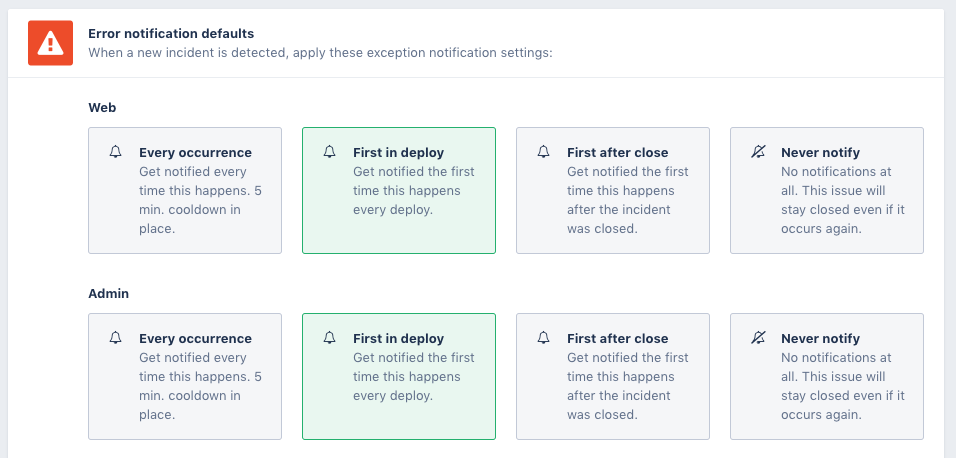 Error notification defaults
When a new incident is detected, apply these exception notification settings:
Web
Every occurrence
Get notified every
time this happens. 5
min. cooldown in
place.
First in deploy
Get notified the first
time this happens
every deploy.
First after close
Get notified the first
time this happens
after the incident
was closed.
Never notify
No notifications at
all. This issue will
stay closed even if it
occurs again.
Admin
Every occurrence
Get notified every
time this happens. 5
min. cooldown in
place.
First in deploy
Get notified the first
time this happens
every deploy.
First after close
Get notified the first
time this happens
after the incident
was closed.
Never notify
No notifications at
all. This issue will
stay closed even if it
occurs again.